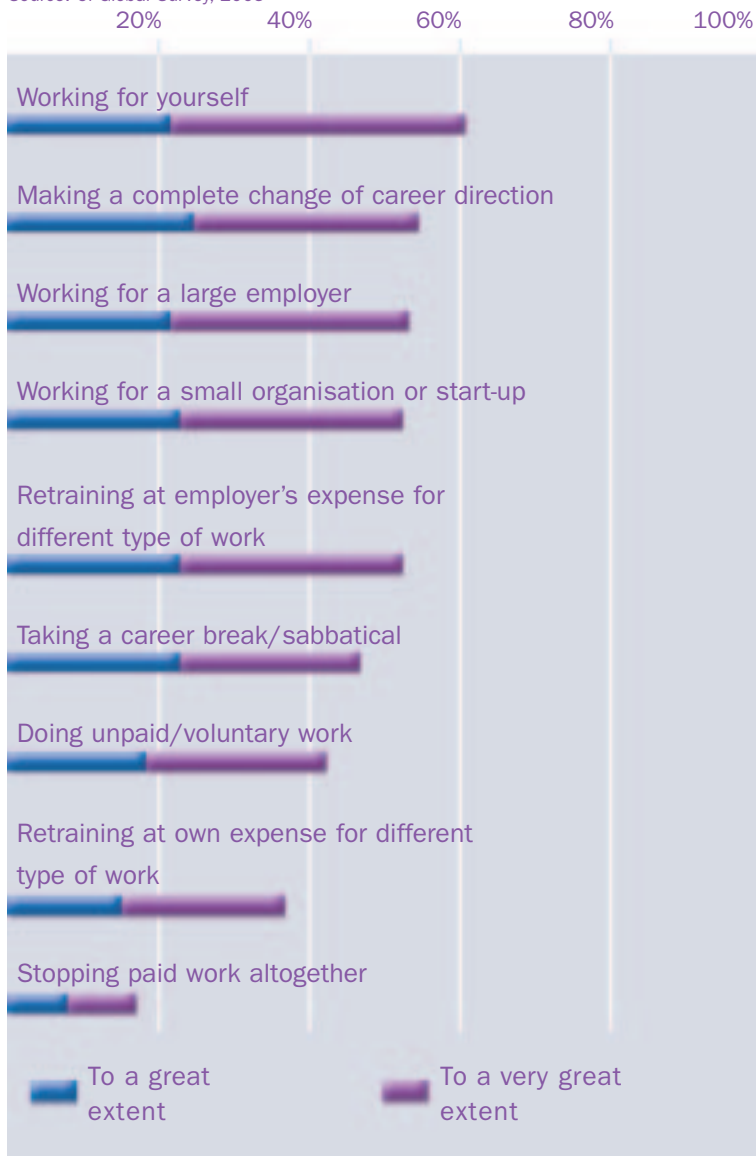 20% 40% 60% 80% 100%
Working for yourself
Making a complete change of career direction
Working for a large employer
Working for a small organisation or start-up
Retraining at employer’s expense for
different type of work
Taking a career break/sabbatical
Doing unpaid/voluntary work
Retraining at own expense for different
type of work
Stopping paid work altogether
To a great
extent
To a very great
extent